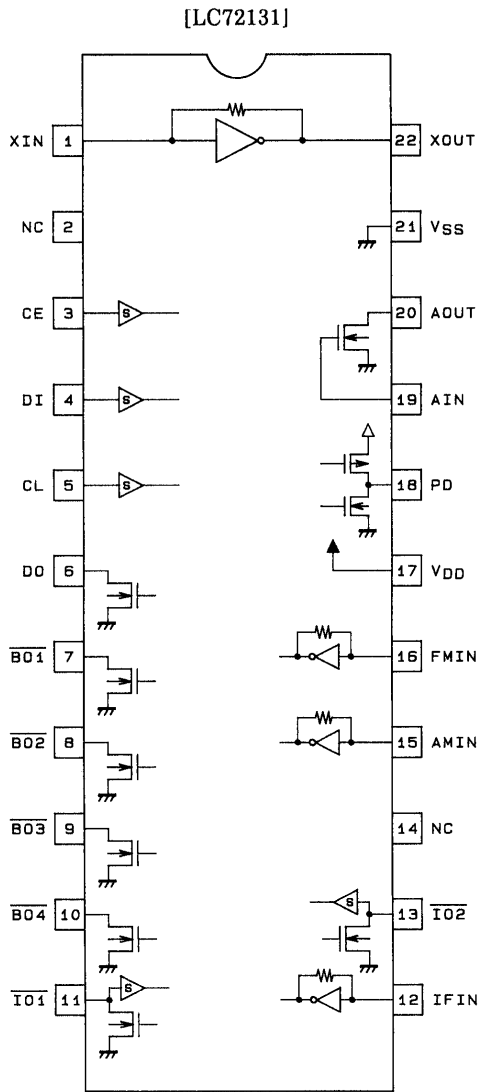 [LC72131]
XIN 1 22 XOUT
NC 2 21 VSS
CE 3 S 20 AOUT
DI 4 S 19 AIN
CL 5 S 18 PD
DO 6 17 VDD
BO1 7 16 FMIN
BO2 8 15 AMIN
BO3 9 14 NC
BO4 10 S 13 IO2
IO1 11 S 12 IFIN